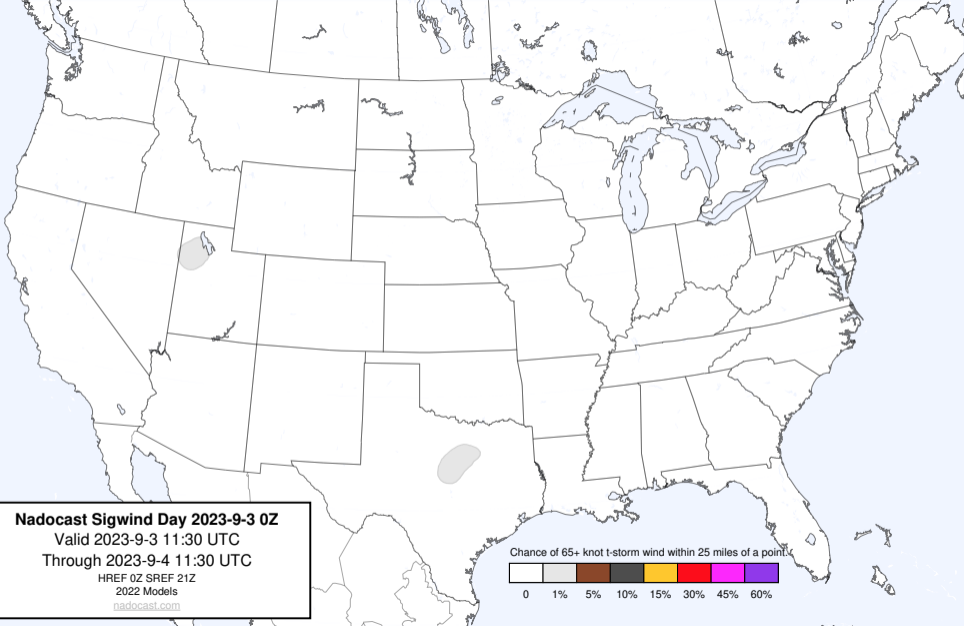 Nadocast Sigwind Day 2023-9-3 0Z
Valid 2023-9-3 11:30 UTC
Through 2023-9-4 11:30 UTC
HREF 0Z SREF 21Z
2022 Models
nadocast.com
Chance of 65+ knot t-storm wind within 25 miles of a point.
0 1% 5% 10% 15% 30% 45% 60%